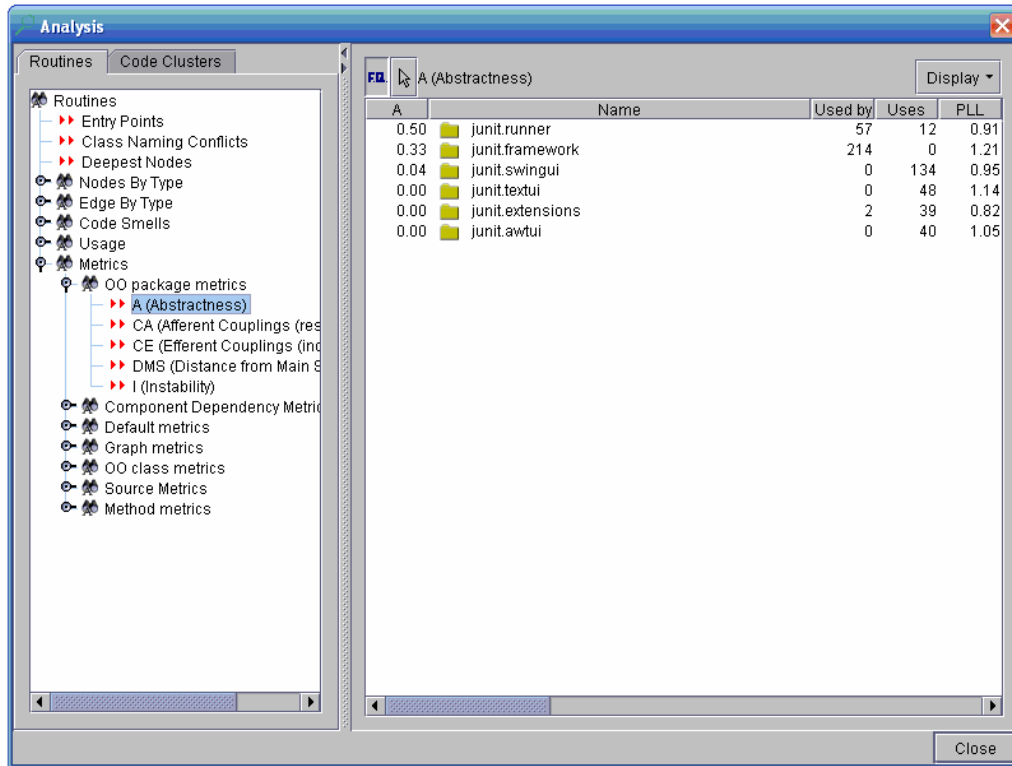 Analysis
Routines Code Clusters
Routines
Entry Points
Class Naming Conflicts
Deepest Nodes
Nodes By Type
Edge By Type
Code Smells
Usage
Metrics
OO package metrics
A (Abstractness)
CA (Afferent Couplings (res
CE (Efferent Couplings (inc
DMS (Distance from Main S
I (Instability)
Component Dependency Metric
Default metrics
Graph metrics
OO class metrics
Source Metrics
Method metrics
F.Q. A (Abstractness) Display
A Name Used by Uses PLL
0.50 junit.runner 57 12 0.91
0.33 junit.framework 214 0 1.21
0.04 junit.swingui 0 134 0.95
0.00 junit.textui 0 48 1.14
0.00 junit.extensions 2 39 0.82
0.00 junit.awtui 0 40 1.05
Close